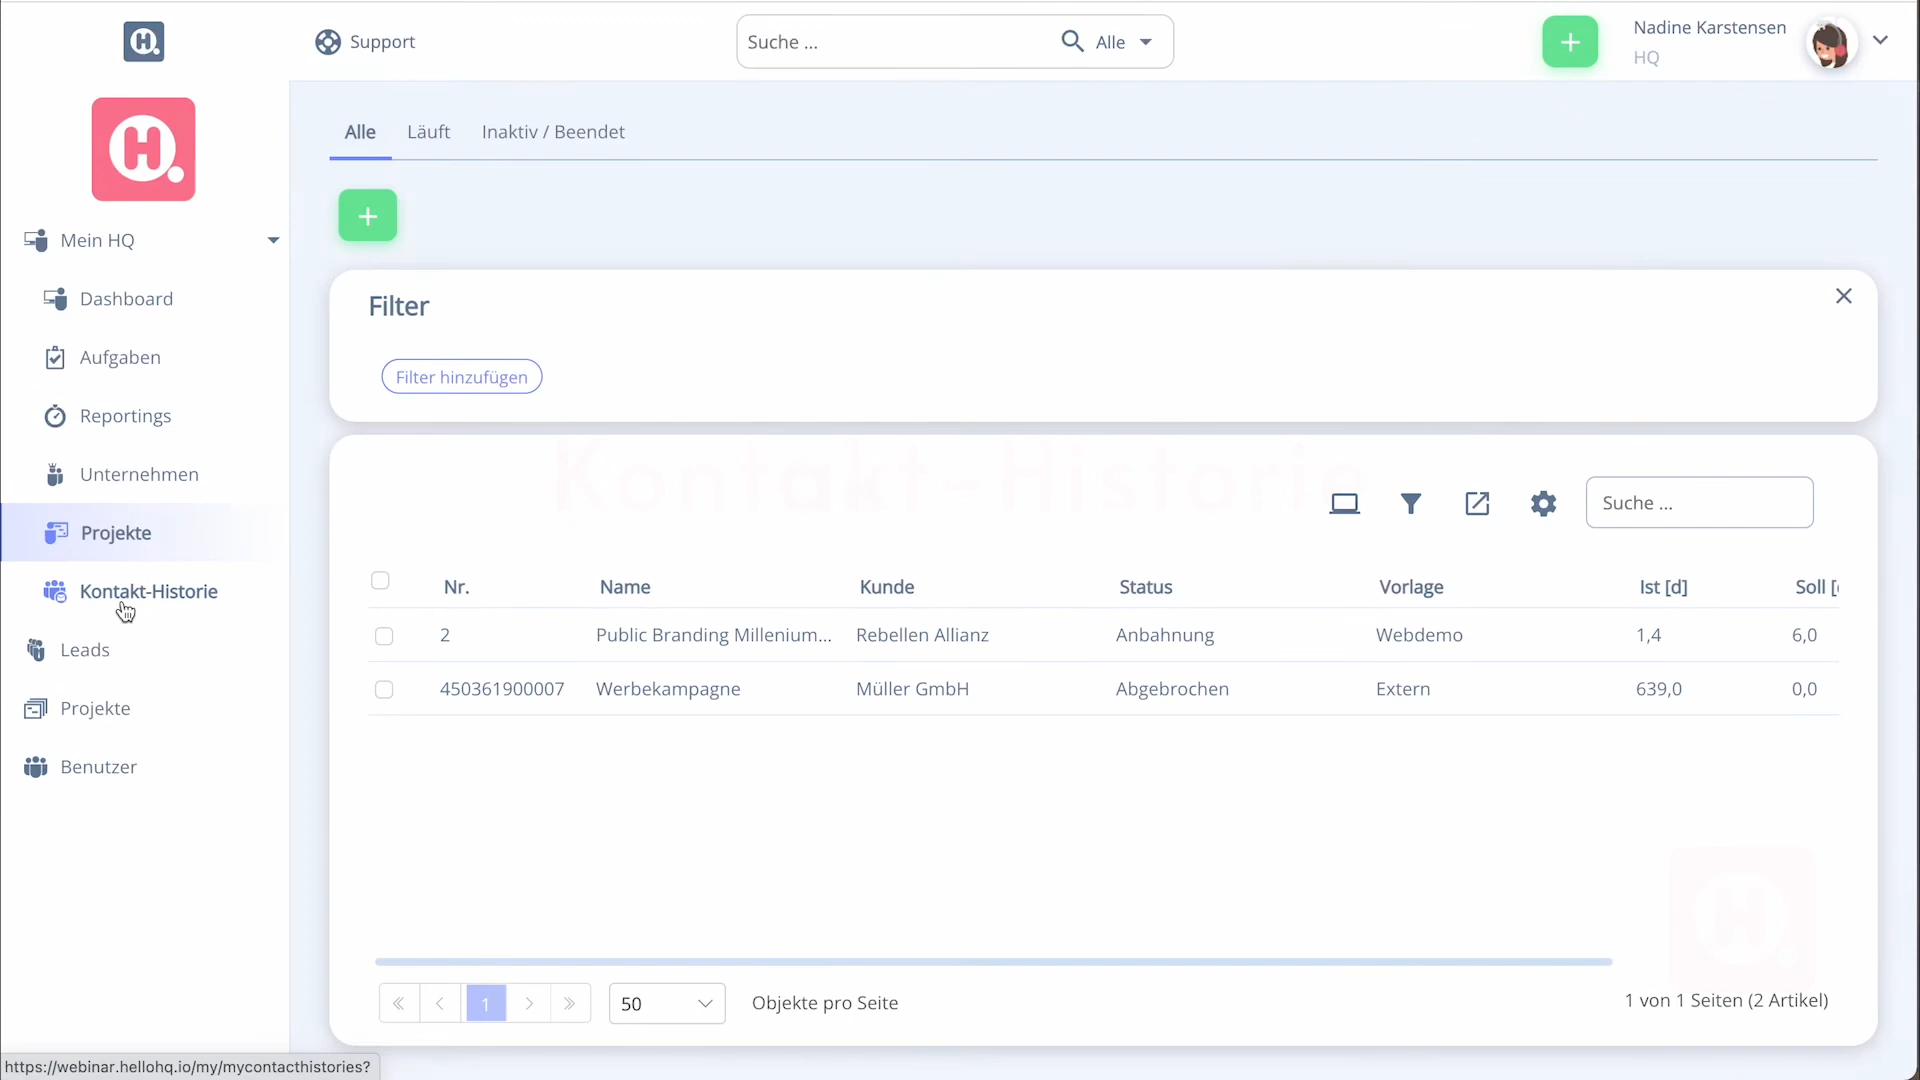 H.
Support
Suche ...
Alle
Nadine Karstensen
HQ
H.
Mein HQ
Dashboard
Aufgaben
Reportings
Unternehmen
Projekte
Kontakt-Historie
Leads
Projekte
Benutzer
Alle
Läuft
Inaktiv / Beendet
Filter
Filter hinzufügen
Kontakt-Historie
Suche ...
Nr. Name Kunde Status Vorlage Ist [d] Soll [
2 Public Branding Millenium... Rebellen Allianz Anbahnung Webdemo 1,4 6,0
450361900007 Werbekampagne Müller GmbH Abgebrochen Extern 639,0 0,0
H.
« ‹ 1 › » 50 Objekte pro Seite 1 von 1 Seiten (2 Artikel)
https://webinar.hellohq.io/my/mycontacthistories?